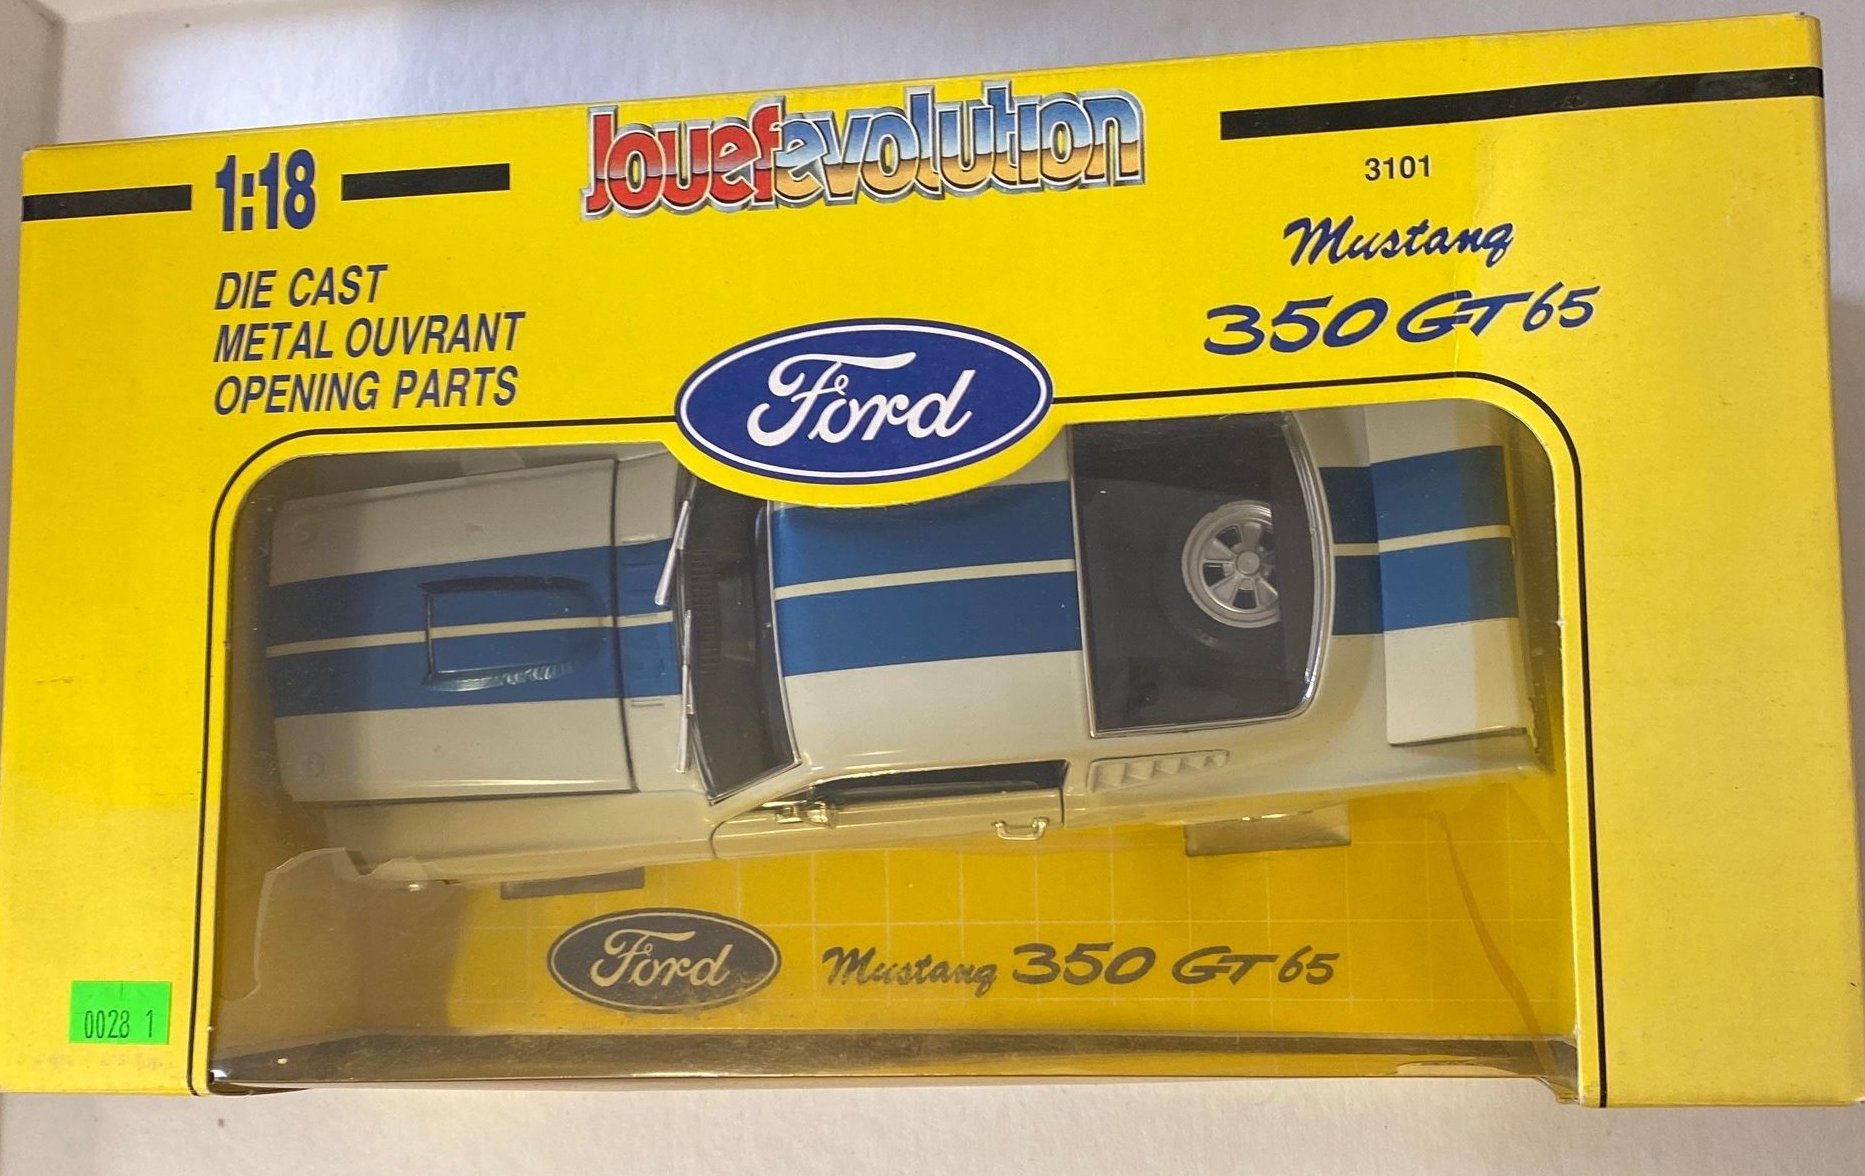 1:18
Jouefevolution
3101
DIE CAST
METAL OUVRANT
OPENING PARTS
Mustang
350 GT 65
Ford
Ford Mustang 350 GT 65
0028 1